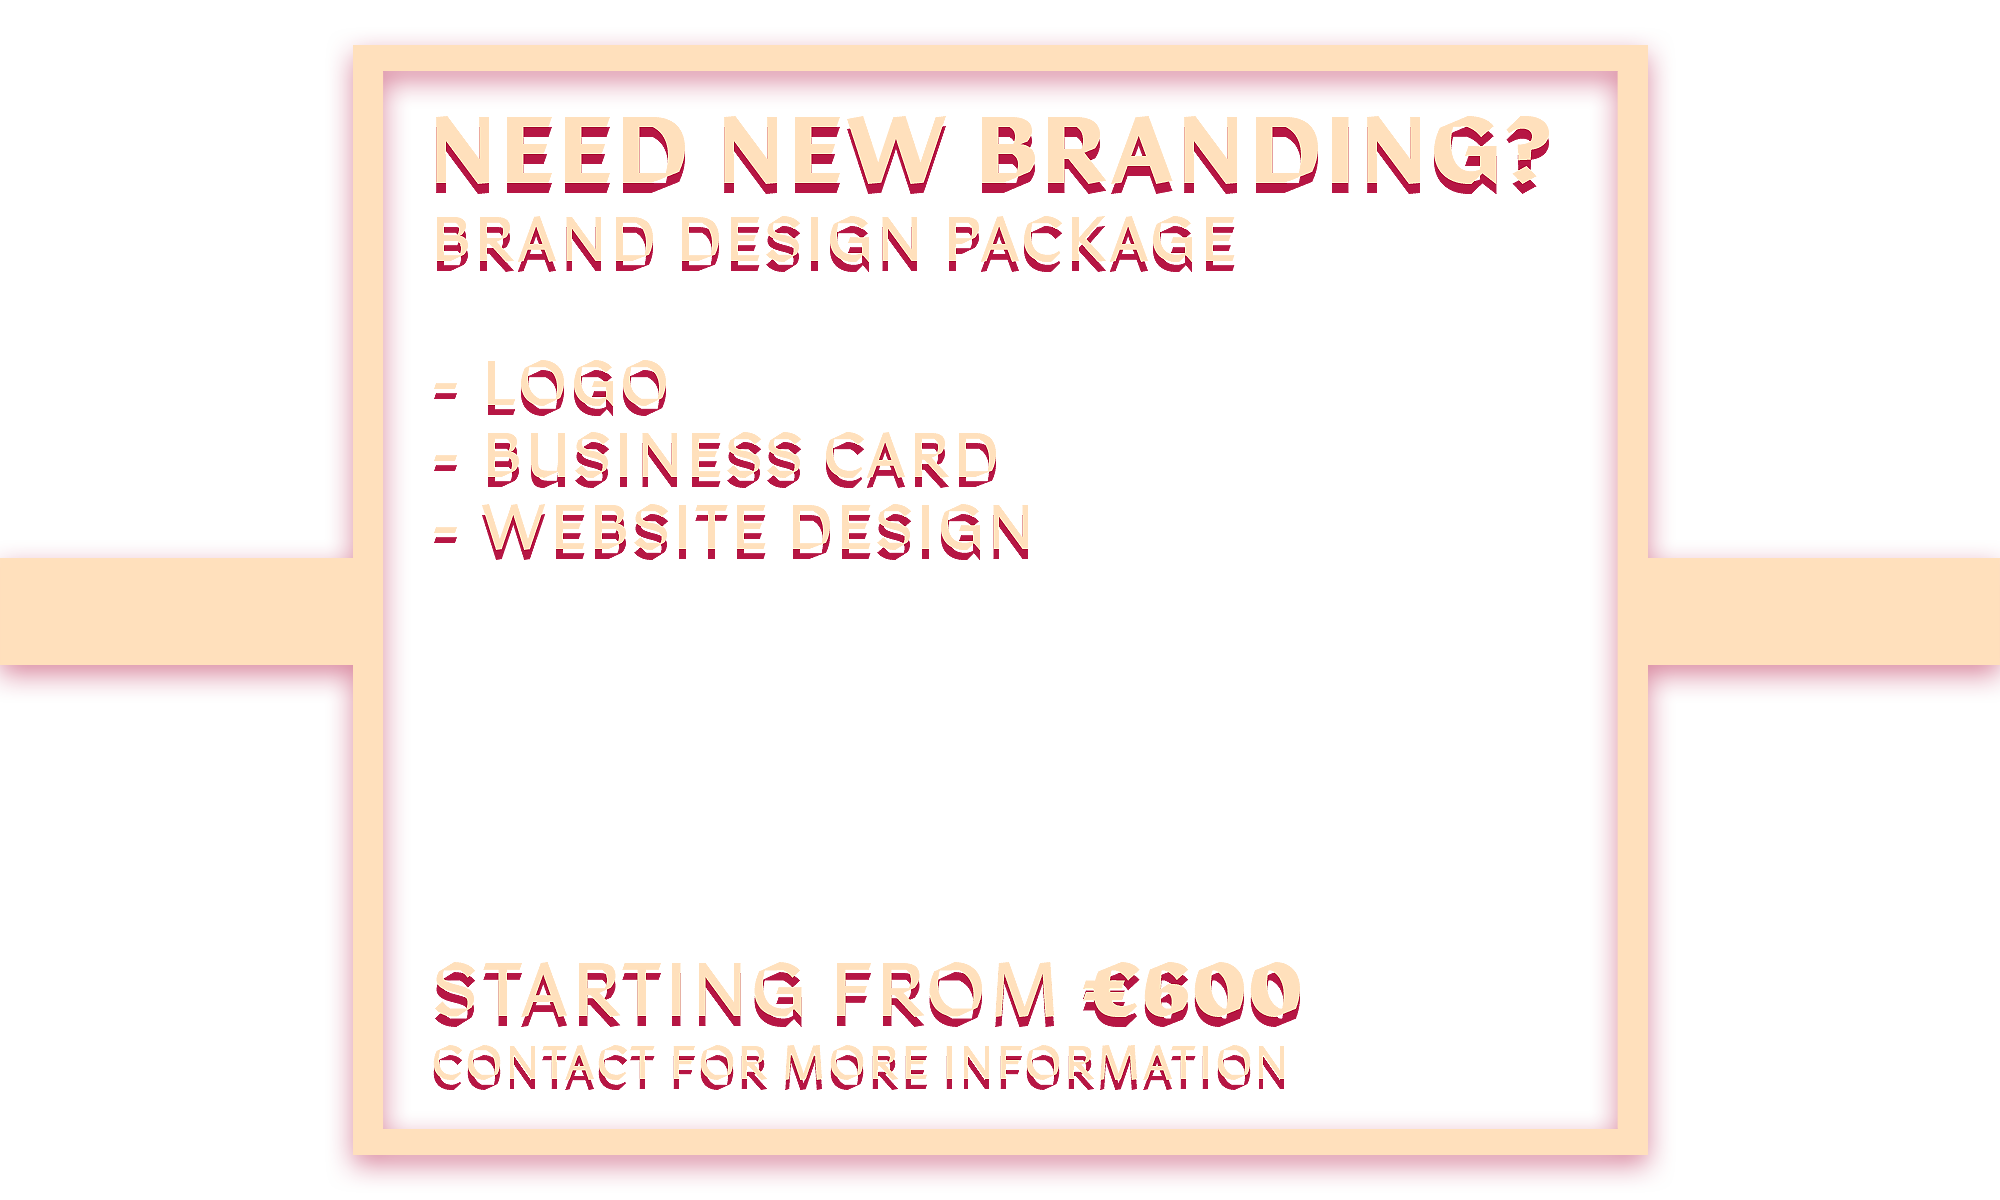 NEED NEW BRANDING?
BRAND DESIGN PACKAGE
= LOGO
= BUSINESS CARD
= WEBSITE DESIGN
STARTING FROM €600
CONTACT FOR MORE INFORMATION